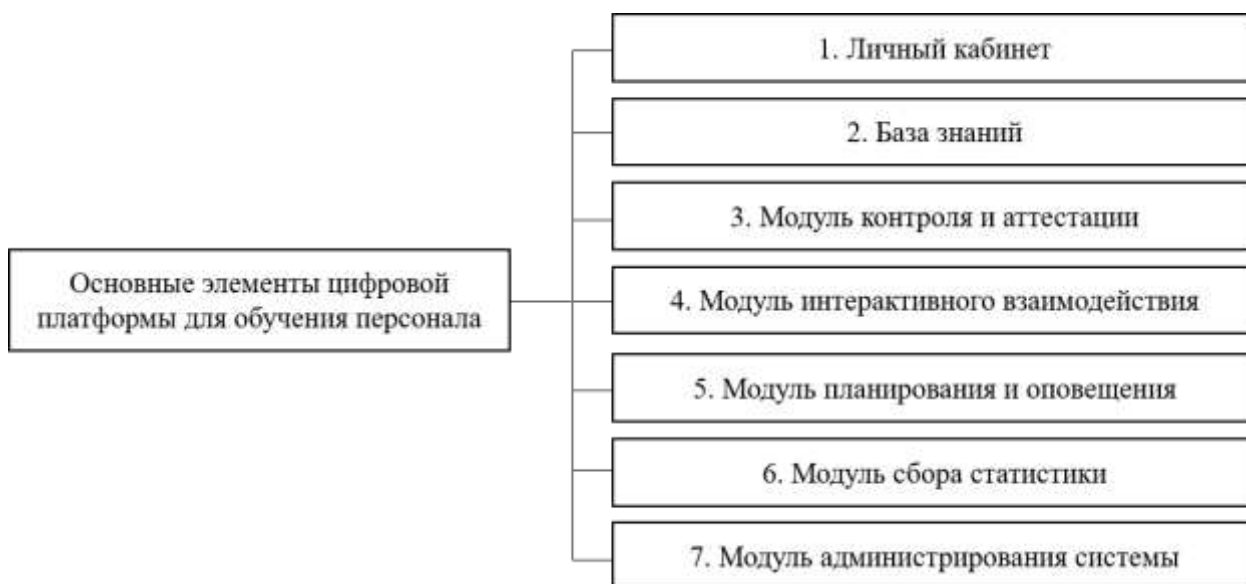 Основные элементы цифровой
платформы для обучения персонала
1. Личный кабинет
2. База знаний
3. Модуль контроля и аттестации
4. Модуль интерактивного взаимодействия
5. Модуль планирования и оповещения
6. Модуль сбора статистики
7. Модуль администрирования системы